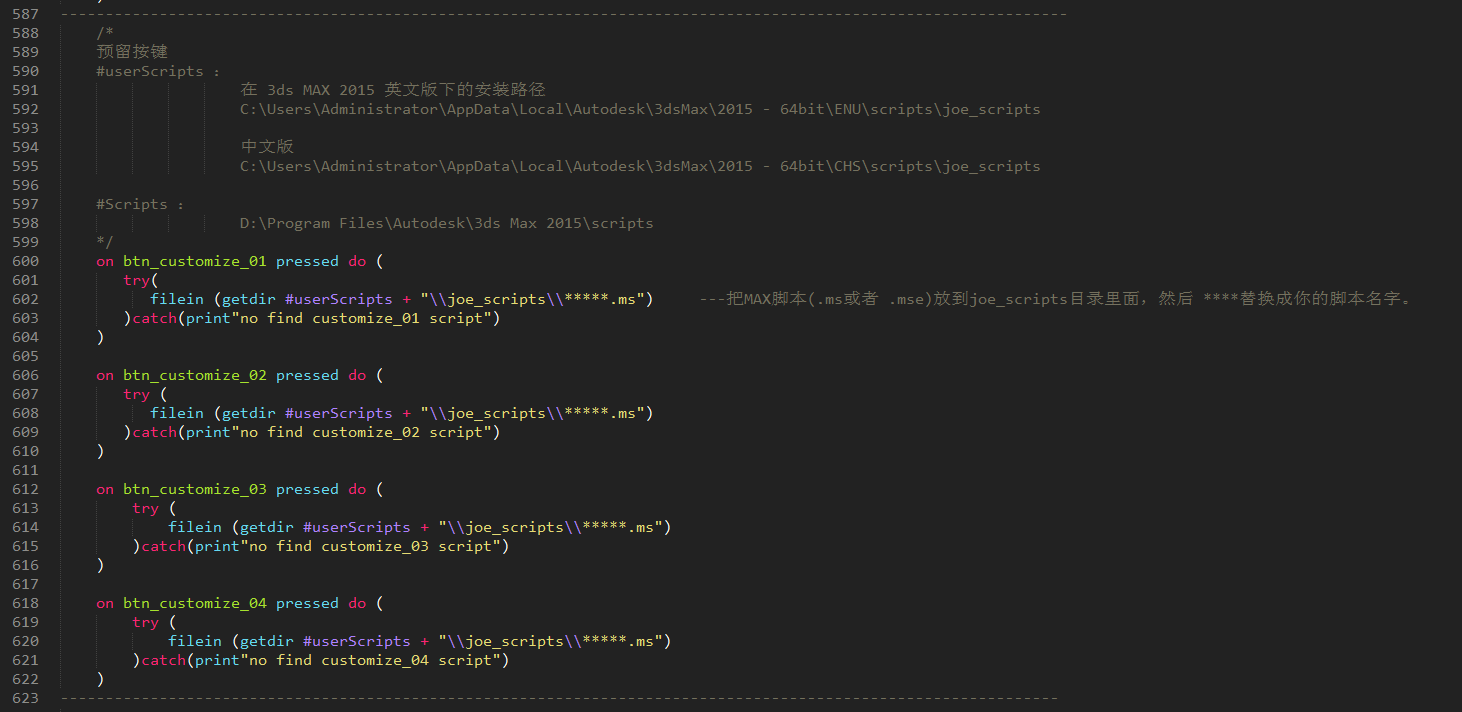 587 ----------------------------------------------------------------------------------------------------------------
588 /*
589 预留按键
590 #userScripts :
591 在 3ds MAX 2015 英文版下的安装路径
592 C:\Users\Administrator\AppData\Local\Autodesk\3dsMax\2015 - 64bit\ENU\scripts\joe_scripts
593
594 中文版
595 C:\Users\Administrator\AppData\Local\Autodesk\3dsMax\2015 - 64bit\CHS\scripts\joe_scripts
596
597 #Scripts :
598 D:\Program Files\Autodesk\3ds Max 2015\scripts
599 */
600 on btn_customize_01 pressed do (
601 try(
602 filein (getdir #userScripts + "\\joe_scripts\\*****.ms") ---把MAX脚本(.ms或者 .mse)放到joe_scripts目录里面，然后 ****替换成你的脚本名字。
603 )catch(print"no find customize_01 script")
604 )
605
606 on btn_customize_02 pressed do (
607 try (
608 filein (getdir #userScripts + "\\joe_scripts\\*****.ms")
609 )catch(print"no find customize_02 script")
610 )
611
612 on btn_customize_03 pressed do (
613 try (
614 filein (getdir #userScripts + "\\joe_scripts\\*****.ms")
615 )catch(print"no find customize_03 script")
616 )
617
618 on btn_customize_04 pressed do (
619 try (
620 filein (getdir #userScripts + "\\joe_scripts\\*****.ms")
621 )catch(print"no find customize_04 script")
622 )
623 ---------------------------------------------------------------------------------------------------------------